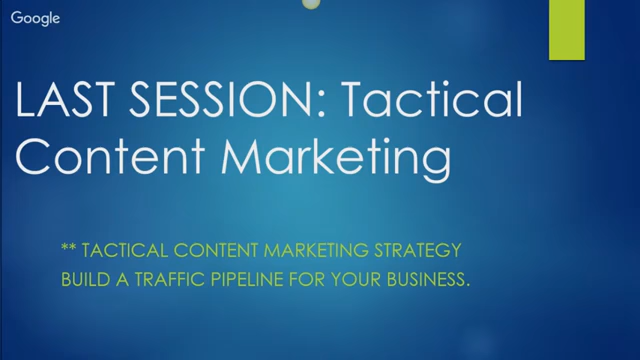 Google
LAST SESSION: Tactical
Content Marketing
** TACTICAL CONTENT MARKETING STRATEGY
BUILD A TRAFFIC PIPELINE FOR YOUR BUSINESS.